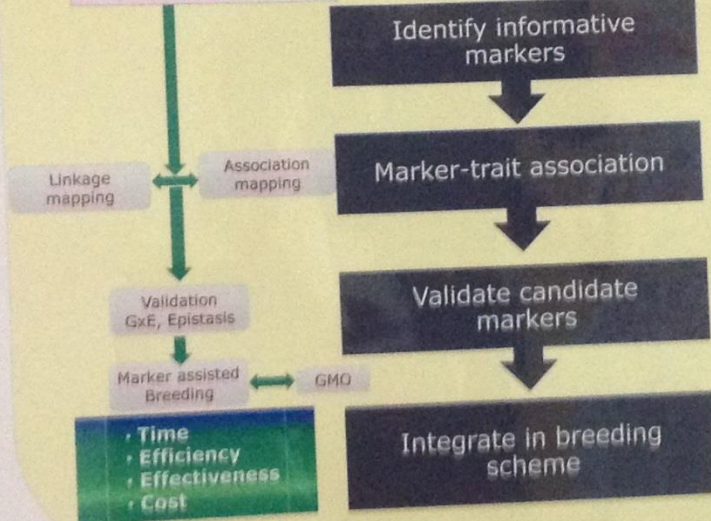 Identify informative
markers
Linkage
mapping
Association
mapping
Marker-trait association
Validation
GxE, Epistasis
Validate candidate
markers
Marker assisted
Breeding
GMO
Time
Efficiency
Effectiveness
Cost
Integrate in breeding
scheme